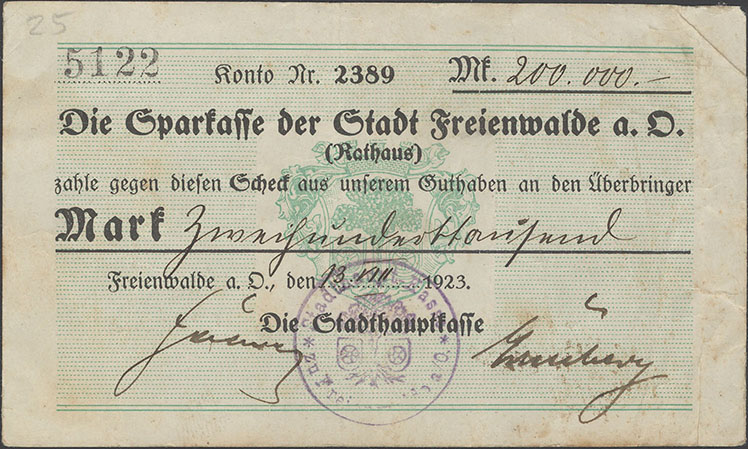 25
5122 Konto Nr. 2389 Mk. 200.000.–
Die Sparkasse der Stadt Freienwalde a. O.
(Rathaus)
zahle gegen diesen Scheck aus unserem Guthaben an den Überbringer
Mark Zweihunderttausend
Freienwalde a. O., den 13. VIII 1923.
Die Stadthauptkasse